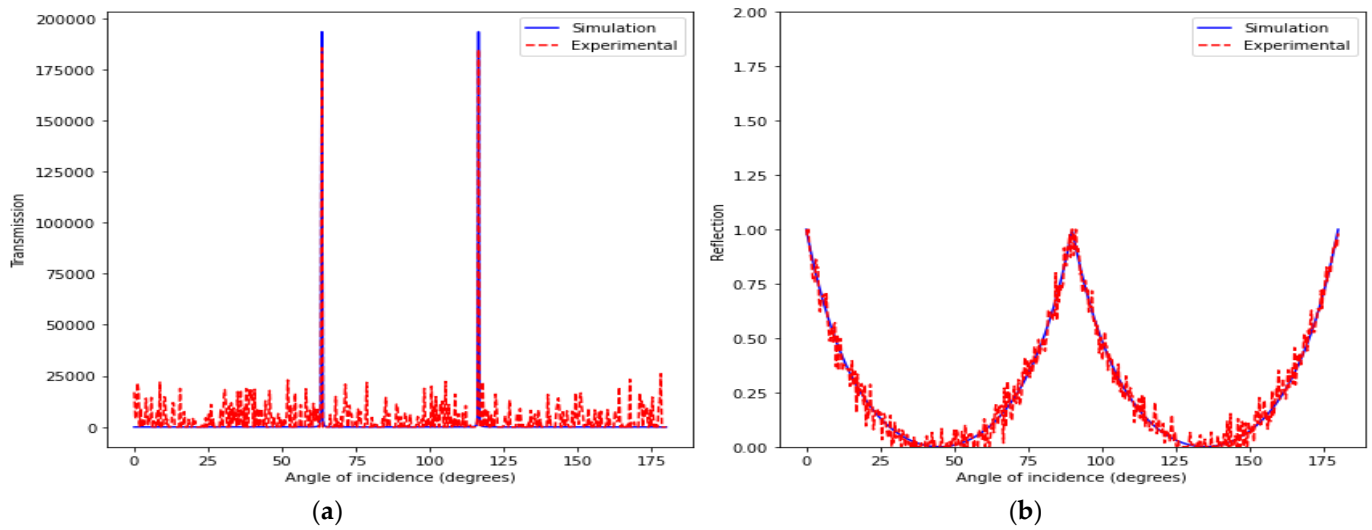 200000
175000
150000
125000
100000
75000
50000
25000
0
Transmission
0 25 50 75 100 125 150 175
Angle of incidence (degrees)
Simulation
Experimental
(a)
2.00
1.75
1.50
1.25
1.00
0.75
0.50
0.25
0.00
Reflection
0 25 50 75 100 125 150 175
Angle of incidence (degrees)
Simulation
Experimental
(b)